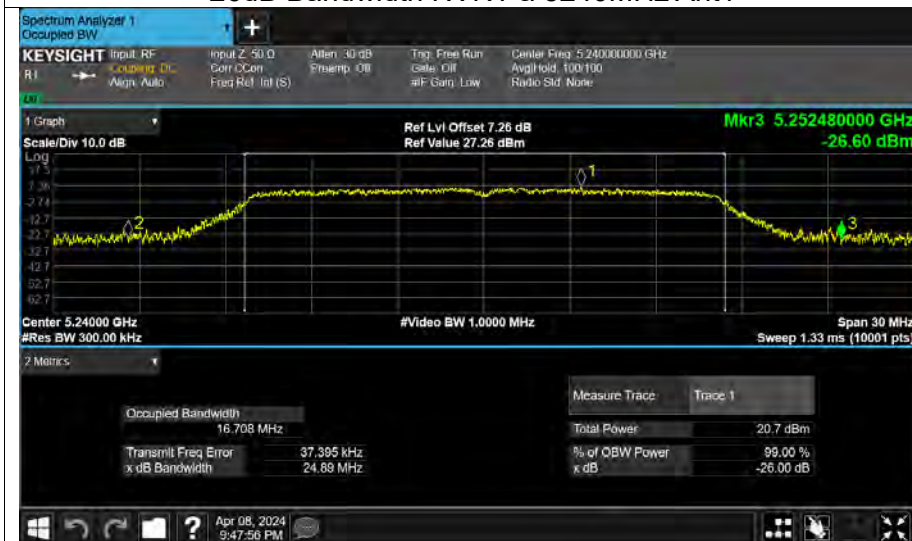 Spectrum Analyzer 1
Occupied BW
KEYSIGHT Input: RF Input Z: 50 Ω Atten: 30 dB Trig: Free Run Center Freq: 5.240000000 GHz
Coupling: DC Corr CCorr Preamp: Off Gate: Off Avg|Hold: 100/100
Align: Auto Freq Ref: Int (S) #IF Gain: Low Radio Std: None
1 Graph
Ref Lvl Offset 7.26 dB Mkr3 5.252480000 GHz
Scale/Div 10.0 dB Ref Value 27.26 dBm -26.60 dBm
Log
17.3
7.26
-2.74
-12.7
-22.7
-32.7
-42.7
-52.7
-62.7
1
2
3
Center 5.24000 GHz #Video BW 1.0000 MHz Span 30 MHz
#Res BW 300.00 kHz Sweep 1.33 ms (10001 pts)
2 Metrics
Measure Trace Trace 1
Occupied Bandwidth
16.708 MHz Total Power 20.7 dBm
Transmit Freq Error 37.395 kHz % of OBW Power 99.00 %
x dB Bandwidth 24.89 MHz x dB -26.00 dB
Apr 08, 2024
9:47:56 PM